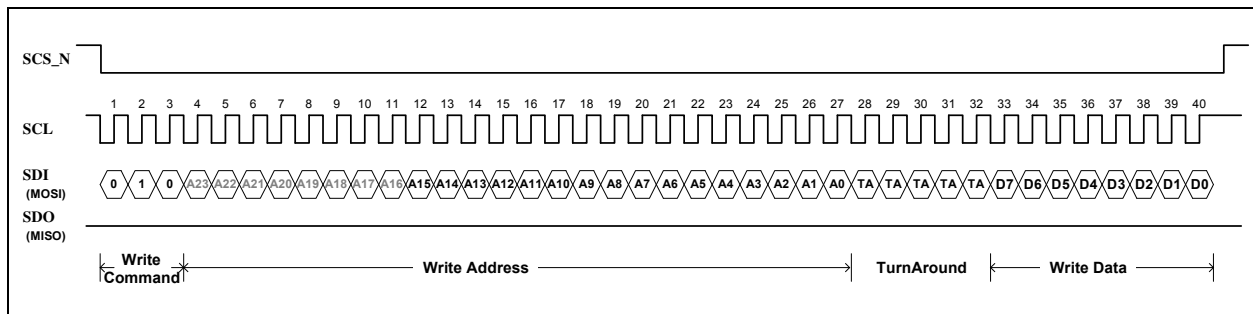 SCS_N
1 2 3 4 5 6 7 8 9 10 11 12 13 14 15 16 17 18 19 20 21 22 23 24 25 26 27 28 29 30 31 32 33 34 35 36 37 38 39 40
SCL
SDI
(MOSI)
0 1 0 A23 A22 A21 A20 A19 A18 A17 A16 A15 A14 A13 A12 A11 A10 A9 A8 A7 A6 A5 A4 A3 A2 A1 A0 TA TA TA TA TA D7 D6 D5 D4 D3 D2 D1 D0
SDO
(MISO)
Write
Command
Write Address
TurnAround
Write Data